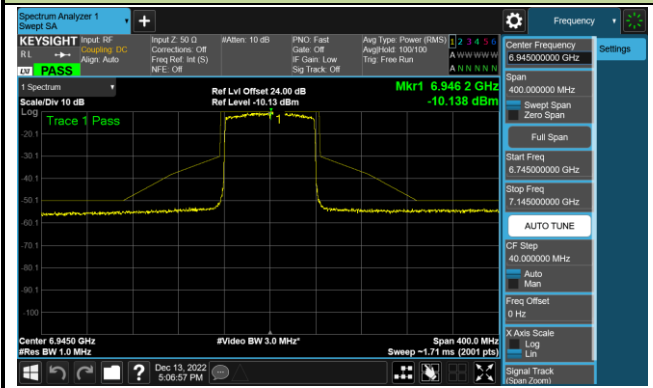 Spectrum Analyzer 1
Swept SA
Frequency
KEYSIGHT
Input: RF
Coupling: DC
Align: Auto
Input Z: 50 Ω
Corrections: Off
Freq Ref: Int (S)
NFE: Off
#Atten: 10 dB
PNO: Fast
Gate: Off
IF Gain: Low
Sig Track: Off
Avg Type: Power (RMS)
Avg|Hold: 100/100
Trig: Free Run
1 2 3 4 5 6
A W W W W W
A N N N N N
RL
LXI
PASS
1 Spectrum
Scale/Div 10 dB
Ref Lvl Offset 24.00 dB
Ref Level -10.13 dBm
Mkr1 6.946 2 GHz
-10.138 dBm
Log
Trace 1 Pass
1
-20.1
-30.1
-40.1
-50.1
-60.1
-70.1
-80.1
-90.1
-100
Center 6.9450 GHz
#Res BW 1.0 MHz
#Video BW 3.0 MHz*
Span 400.0 MHz
Sweep ~1.71 ms (2001 pts)
Dec 13, 2022
5:06:57 PM
Settings
Center Frequency
6.945000000 GHz
Span
400.000000 MHz
Swept Span
Zero Span
Full Span
Start Freq
6.745000000 GHz
Stop Freq
7.145000000 GHz
AUTO TUNE
CF Step
40.000000 MHz
Auto
Man
Freq Offset
0 Hz
X Axis Scale
Log
Lin
Signal Track
(Span Zoom)